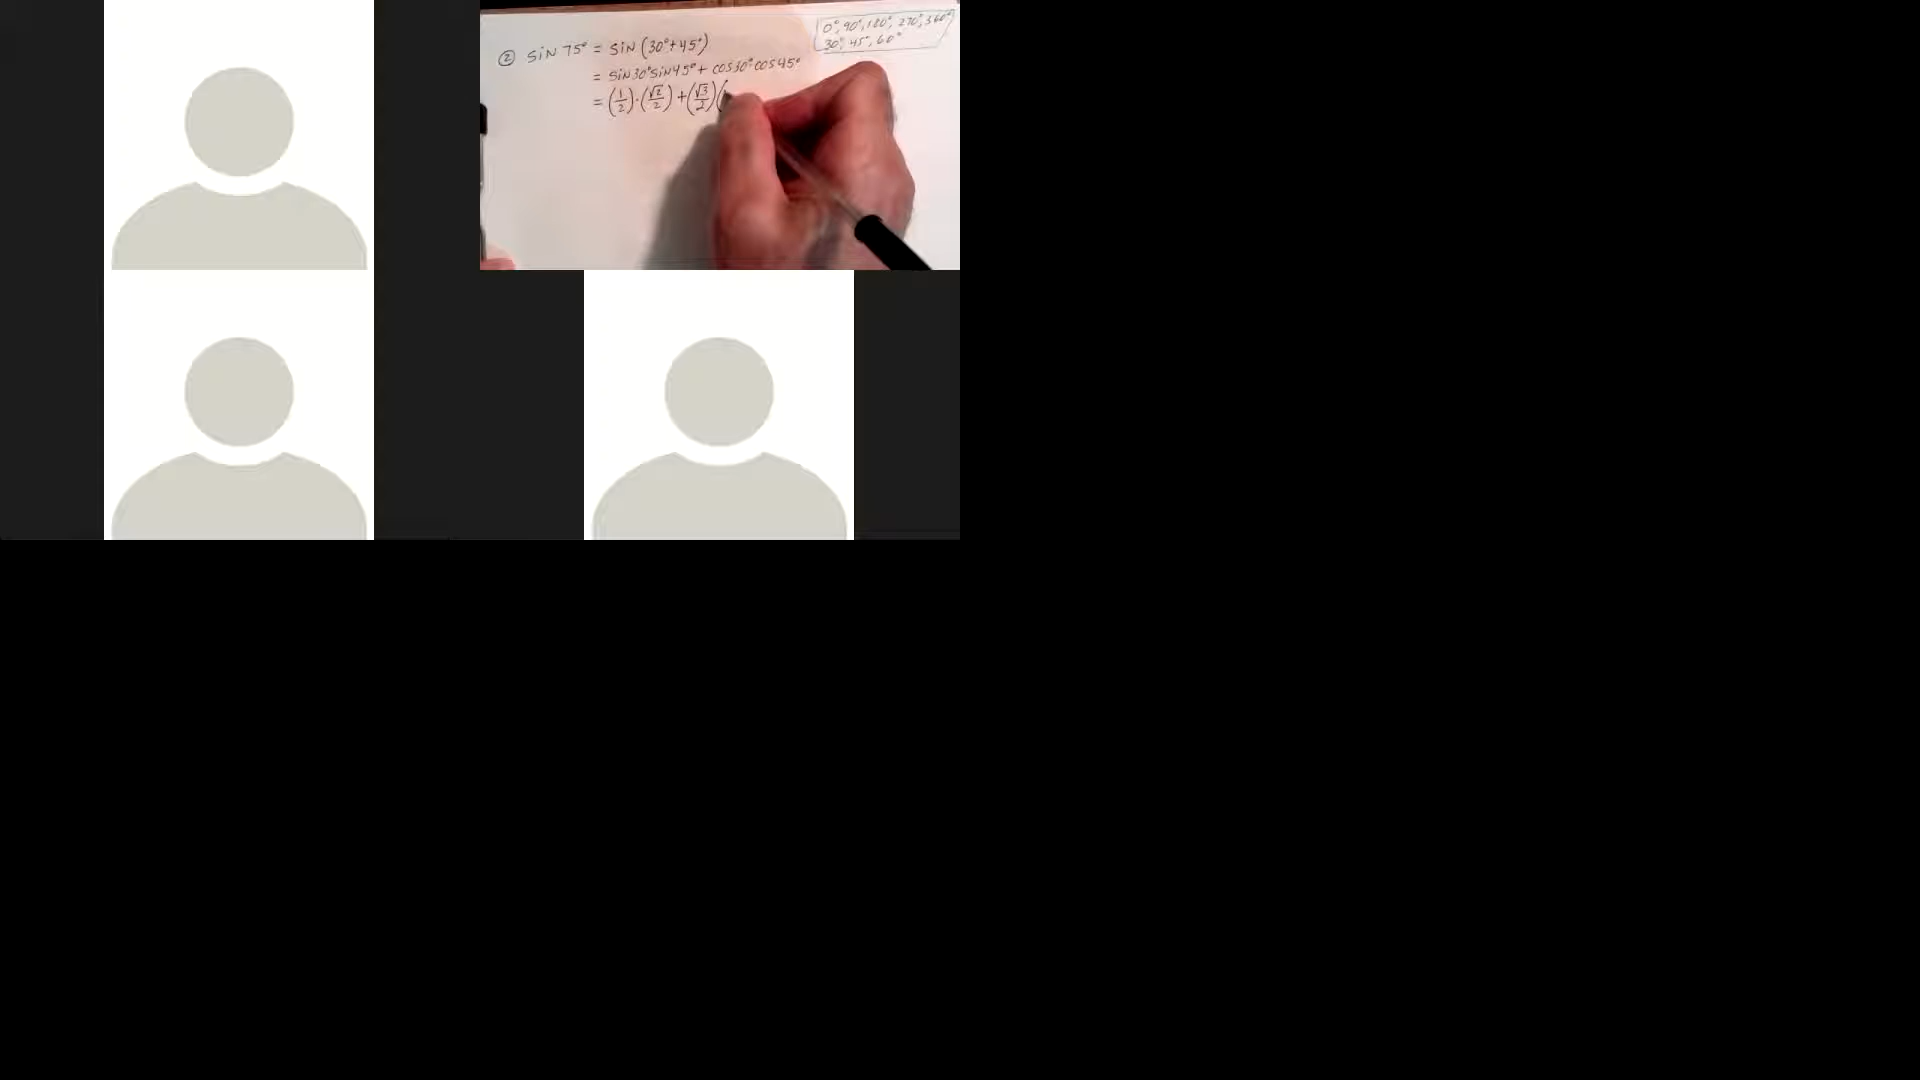 0°, 90°, 180°, 270°, 360°
30°, 45°, 60°
② sin 75° = sin (30°+45°)
= sin30°sin45° + cos30°cos45°
= (1/2)·(√2/2) + (√3/2)(